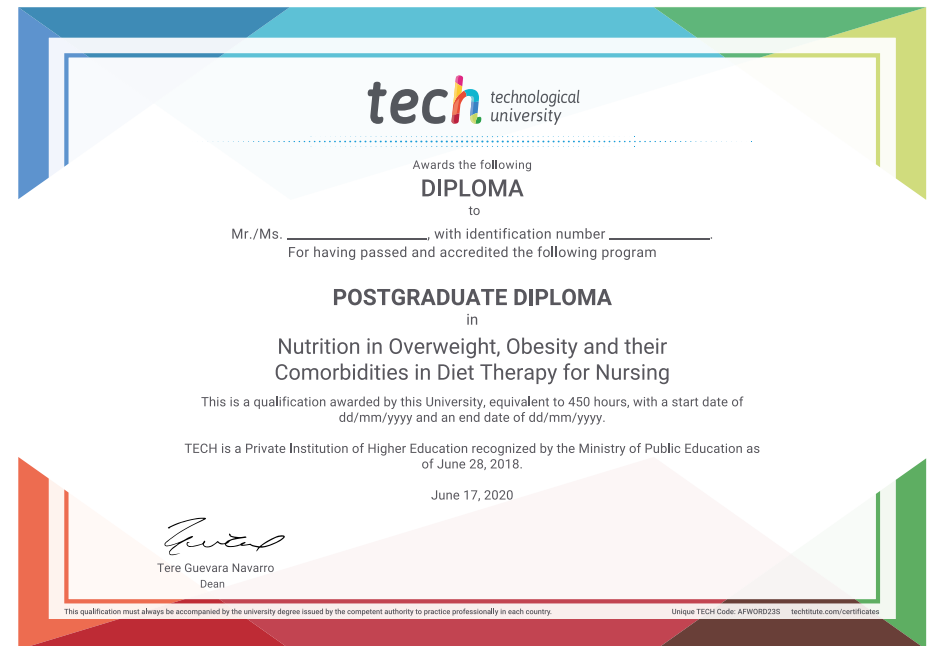 tech technological
university
Awards the following
DIPLOMA
to
Mr./Ms. ____________________, with identification number ______________.
For having passed and accredited the following program
POSTGRADUATE DIPLOMA
in
Nutrition in Overweight, Obesity and their
Comorbidities in Diet Therapy for Nursing
This is a qualification awarded by this University, equivalent to 450 hours, with a start date of
dd/mm/yyyy and an end date of dd/mm/yyyy.
TECH is a Private Institution of Higher Education recognized by the Ministry of Public Education as
of June 28, 2018.
June 17, 2020
Tere Guevara Navarro
Dean
This qualification must always be accompanied by the university degree issued by the competent authority to practice professionally in each country. Unique TECH Code: AFWORD23S techtitute.com/certificates